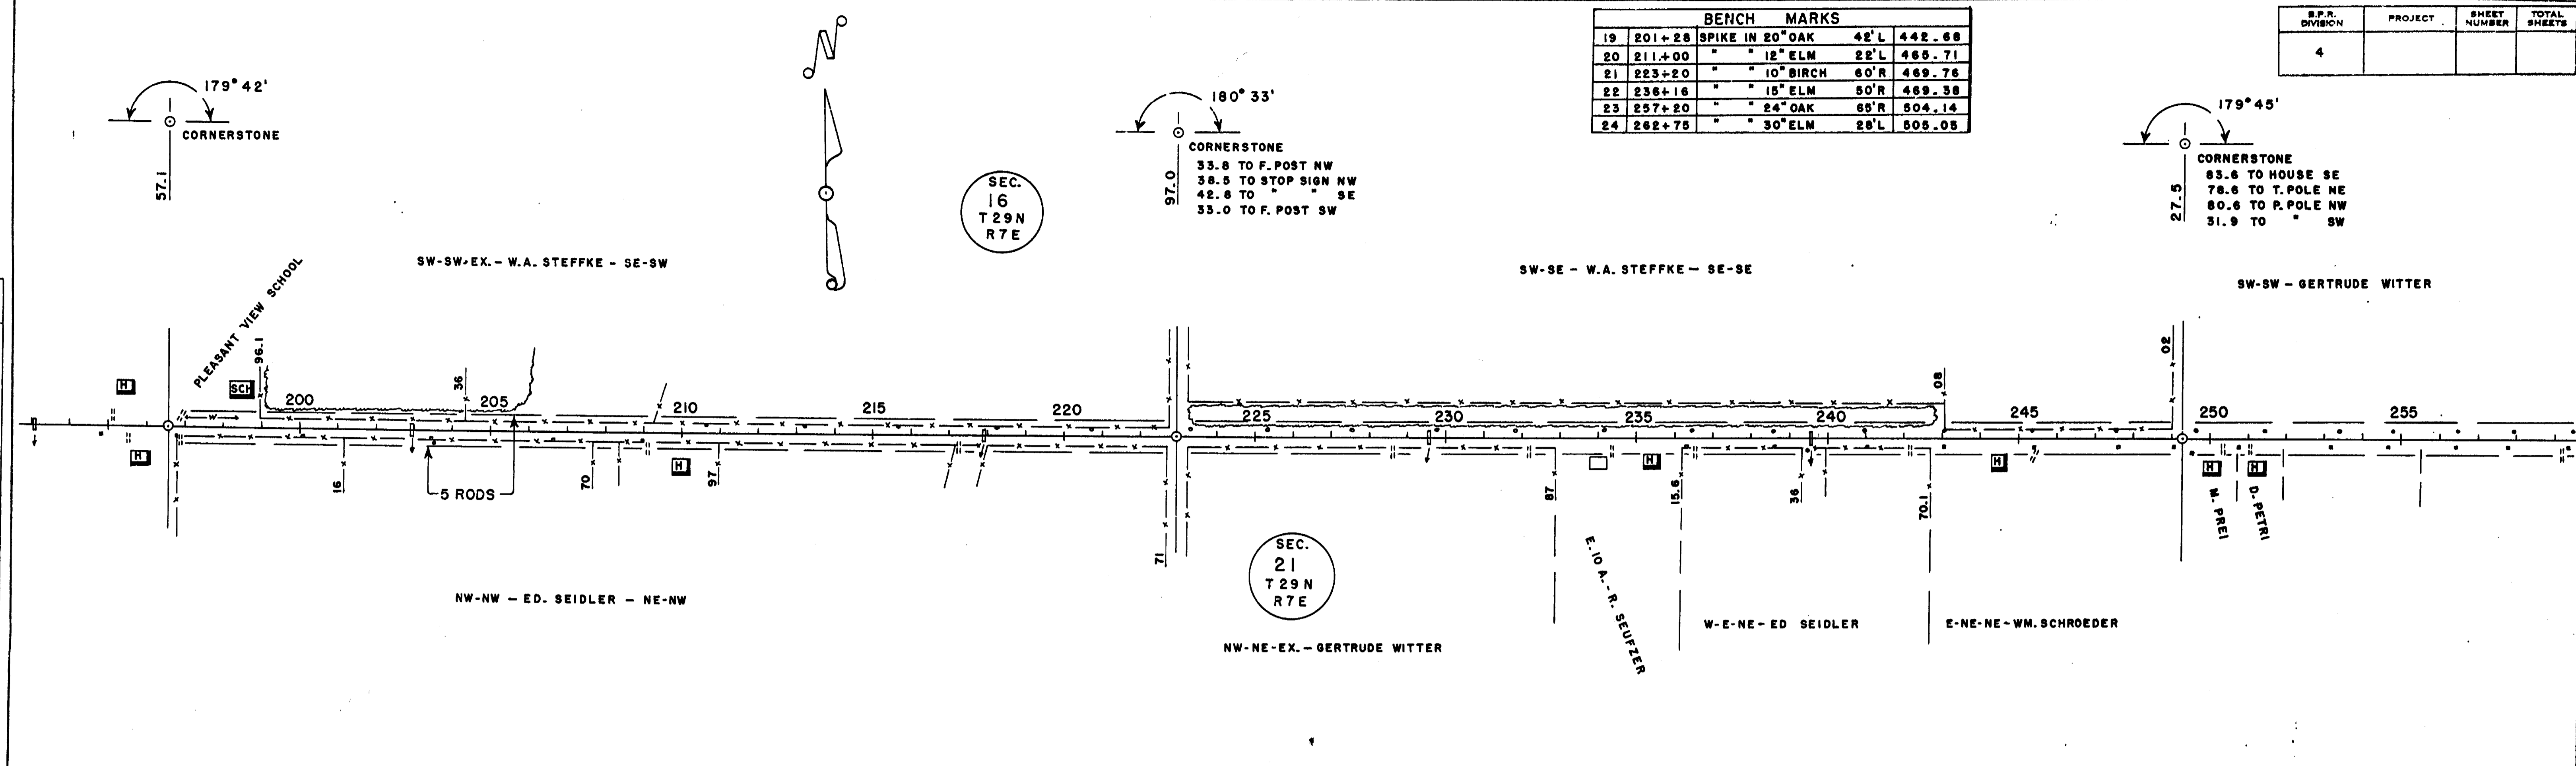 BENCH MARKS
19 201+28 SPIKE IN 20" OAK 42'L 442.68
20 211+00 " " 12" ELM 22'L 465.71
21 223+20 " " 10" BIRCH 60'R 469.76
22 236+16 " " 15" ELM 50'R 469.38
23 257+20 " " 24" OAK 65'R 504.14
24 262+75 " " 30" ELM 28'L 505.05
B.P.R. DIVISION PROJECT SHEET NUMBER TOTAL SHEETS
4
N
179° 42'
CORNERSTONE
57.1
180° 33'
CORNERSTONE
33.8 TO F. POST NW
38.5 TO STOP SIGN NW
42.8 TO " " SE
33.0 TO F. POST SW
97.0
179° 45'
CORNERSTONE
83.6 TO HOUSE SE
78.6 TO T. POLE NE
80.6 TO P. POLE NW
31.9 TO " SW
27.5
SEC.
16
T 29 N
R 7 E
SW-SW-EX. - W.A. STEFFKE - SE-SW
SW-SE - W.A. STEFFKE - SE-SE
SW-SW - GERTRUDE WITTER
PLEASANT VIEW SCHOOL
96.1
36
08
02
H
SCH
W
200
205
210
215
220
225
230
235
240
245
250
255
H
H
H
H
H
H
16
5 RODS
70
97
71
87
15.6
36
70.1
M. PREI
D. PETRI
SEC.
21
T 29 N
R 7 E
NW-NW - ED. SEIDLER - NE-NW
NW-NE-EX. - GERTRUDE WITTER
E. 10 A. - R. SEUFZER
W-E-NE- ED SEIDLER
E-NE-NE-WM. SCHROEDER